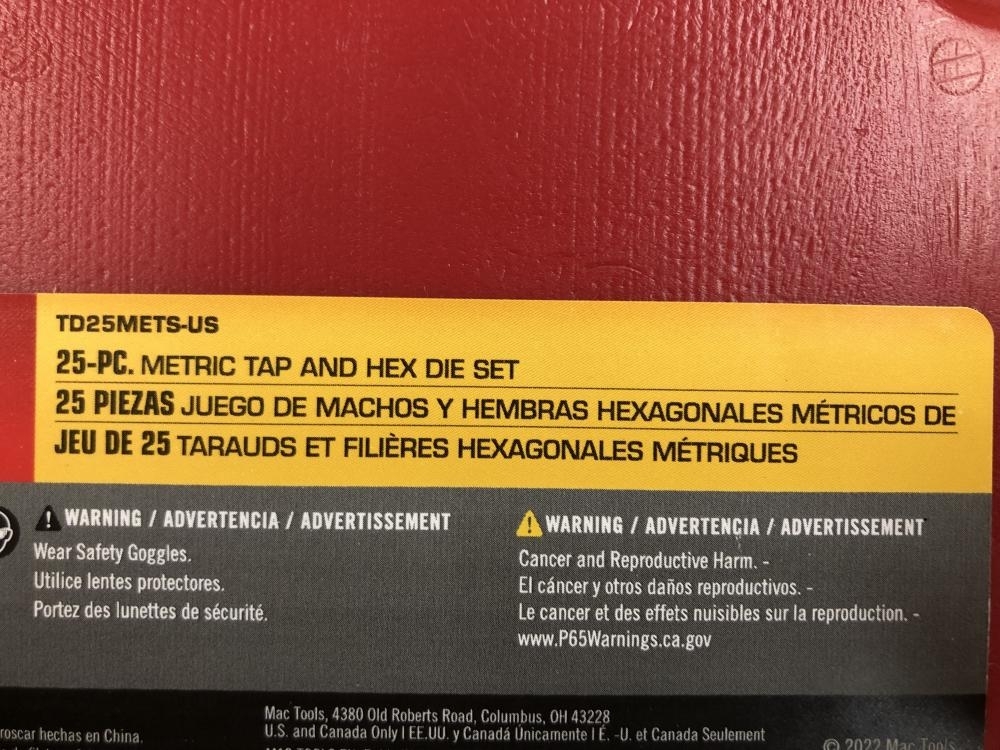 TD25METS-US
25-PC. METRIC TAP AND HEX DIE SET
25 PIEZAS JUEGO DE MACHOS Y HEMBRAS HEXAGONALES MÉTRICOS DE
JEU DE 25 TARAUDS ET FILIÈRES HEXAGONALES MÉTRIQUES
WARNING / ADVERTENCIA / ADVERTISSEMENT
Wear Safety Goggles.
Utilice lentes protectores.
Portez des lunettes de sécurité.
WARNING / ADVERTENCIA / ADVERTISSEMENT
Cancer and Reproductive Harm. -
El cáncer y otros daños reproductivos. -
Le cancer et des effets nuisibles sur la reproduction. -
www.P65Warnings.ca.gov
roscar hechas en China.
Mac Tools, 4380 Old Roberts Road, Columbus, OH 43228
U.S. and Canada Only I EE.UU. y Canadá Únicamente I É. -U. et Canada Seulement
© 2022 Mac Tools